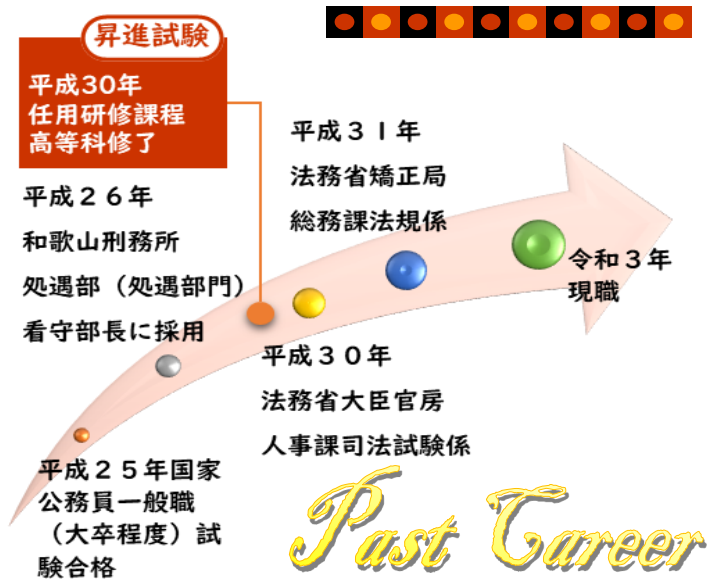 昇進試験
平成30年
任用研修課程
高等科修了
平成２６年
和歌山刑務所
処遇部（処遇部門）
看守部長に採用
平成３１年
法務省矯正局
総務課法規係
令和３年
現職
平成３０年
法務省大臣官房
人事課司法試験係
平成２５年国家
公務員一般職
（大卒程度）試
験合格
Past Career